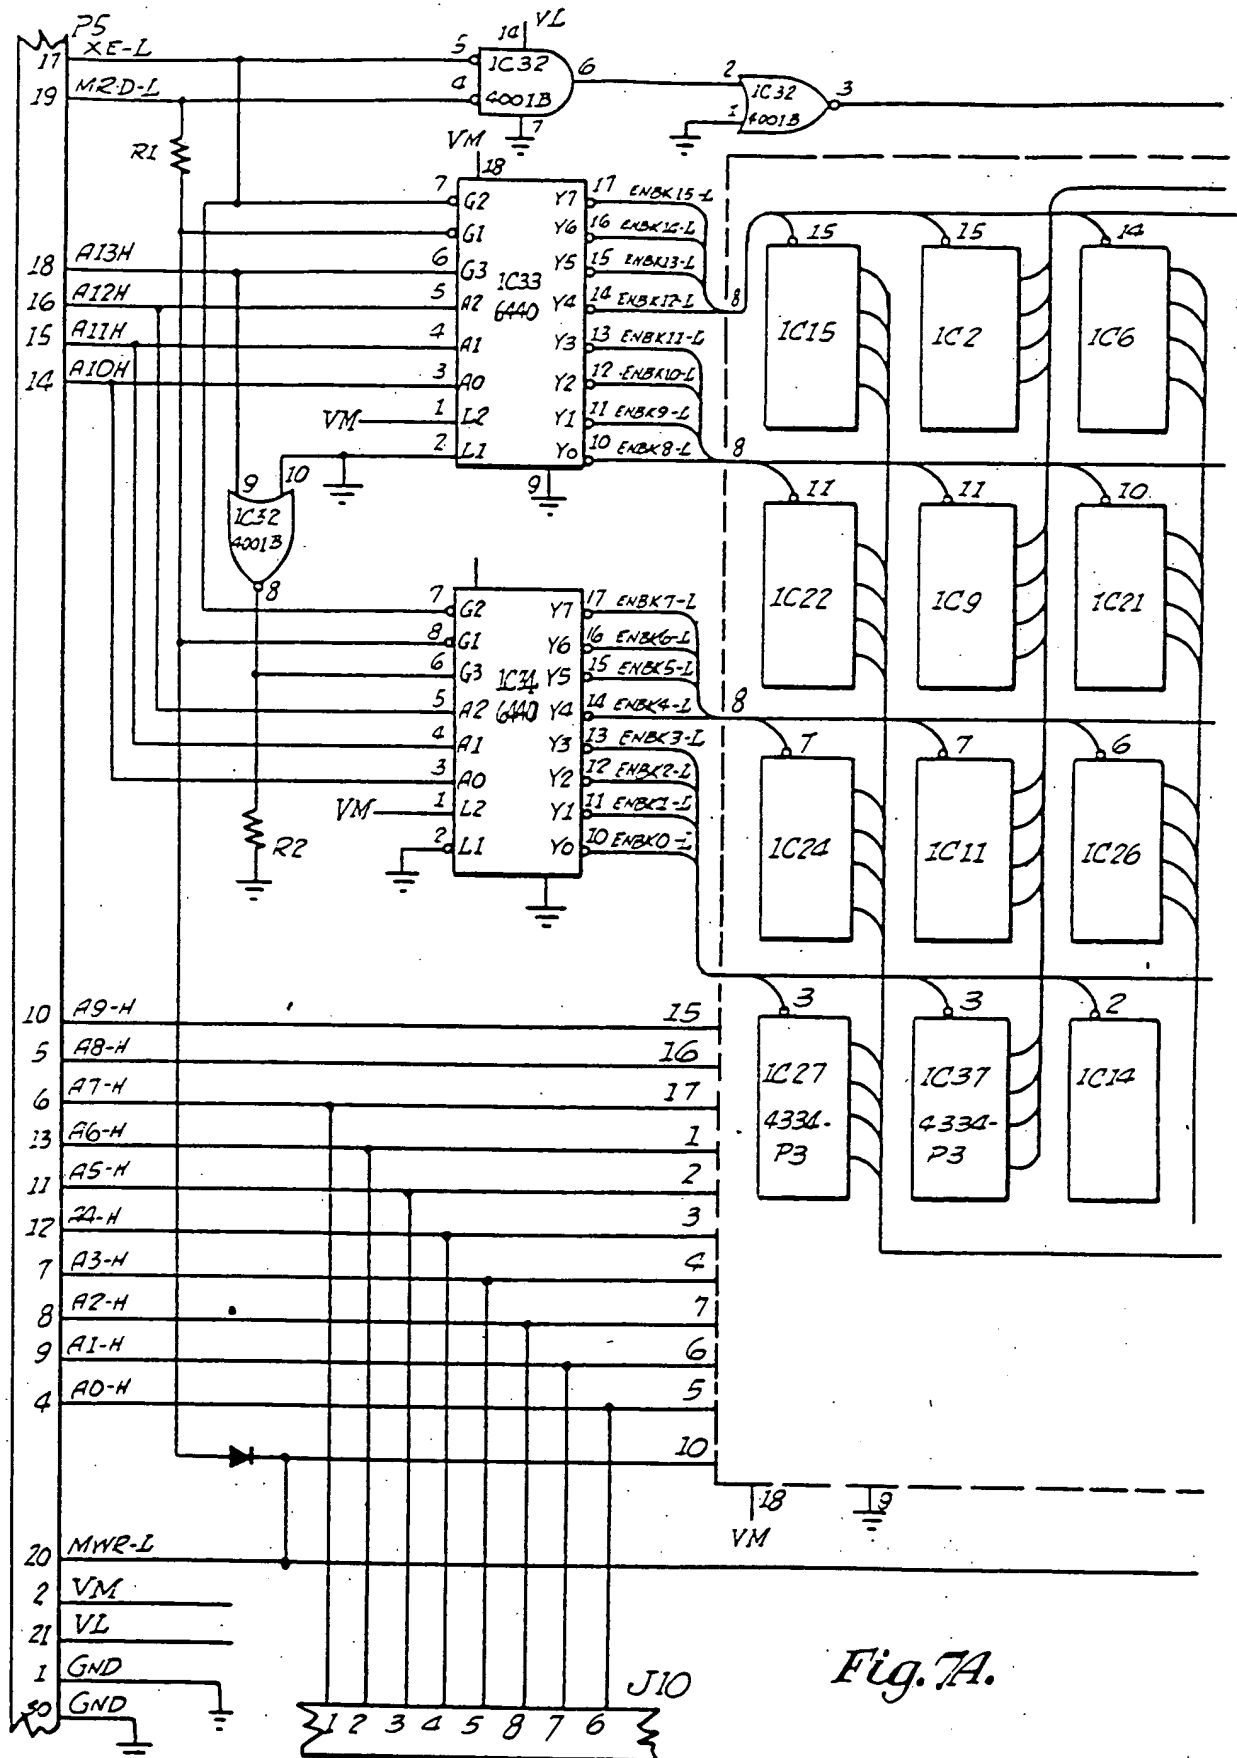 P5
17 XE-L
19 MRD-L
R1
18 A13H
16 A12H
15 A11H
14 A10H
14 VL
5 IC32 6
4 4001B
7
2 IC32 3
1 4001B
VM 18
7 G2 Y7 17 ENBK15-L
G1 Y6 16 ENBK14-L
6 G3 Y5 15 ENBK13-L
IC33
6440
5 A2 Y4 14 ENBK12-L
4 A1 Y3 13 ENBK11-L
3 A0 Y2 12 ENBK10-L
VM 1 L2 Y1 11 ENBK9-L
2 L1 Y0 10 ENBK8-L
9
8
8
9 10
IC32
4001B
8
R2
7 G2 Y7 17 ENBK7-L
8 G1 Y6 16 ENBK6-L
6 G3 Y5 15 ENBK5-L
IC34
6440
5 A2 Y4 14 ENBK4-L
4 A1 Y3 13 ENBK3-L
3 A0 Y2 12 ENBK2-L
VM 1 L2 Y1 11 ENBK1-L
2 L1 Y0 10 ENBK0-L
8
15 15 14
IC15 IC2 IC6
11 11 10
IC22 IC9 IC21
7 7 6
IC24 IC11 IC26
3 3 2
IC27 IC37 IC14
4334- 4334-
P3 P3
10 A9-H 15
5 A8-H 16
6 A7-H 17
13 A6-H 1
11 A5-H 2
12 A4-H 3
7 A3-H 4
8 A2-H 7
9 A1-H 6
4 A0-H 5
10
18 9
VM
20 MWR-L
2 VM
21 VL
1 GND
30 GND
J10
1 2 3 4 5 8 7 6
Fig. 7A.